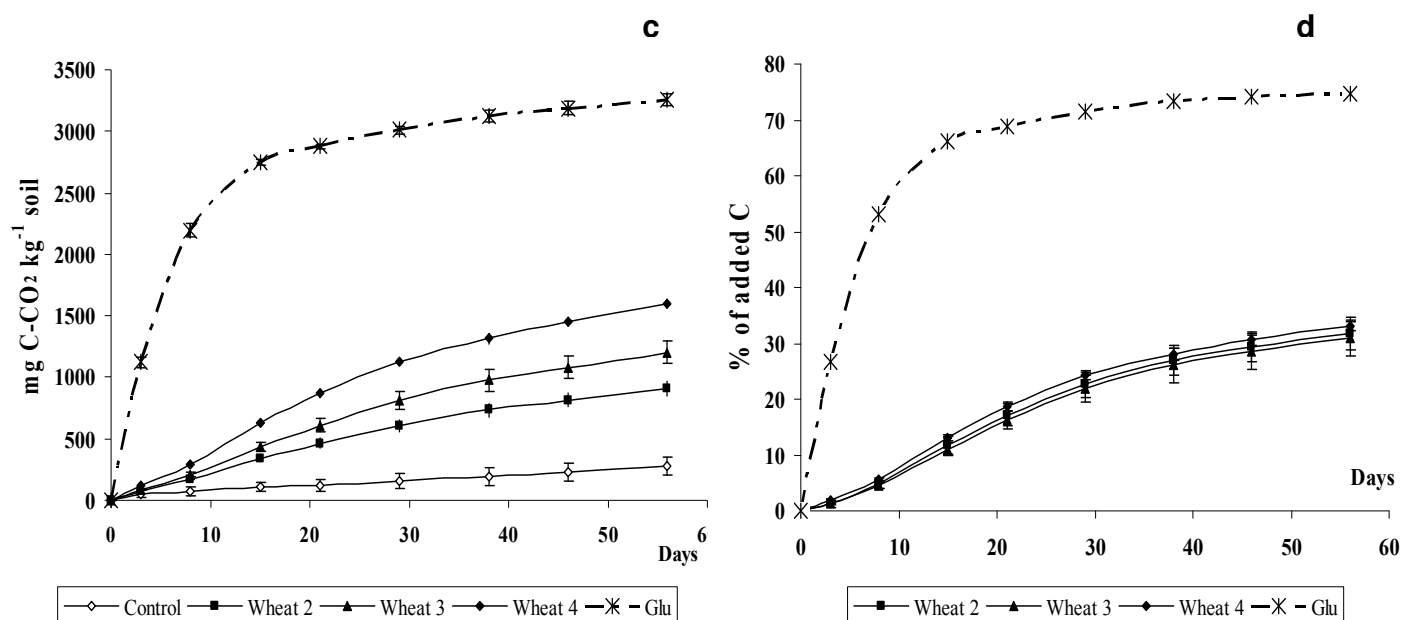 c
3500
3000
2500
2000
1500
1000
500
0
mg C-CO2 kg-1 soil
0 10 20 30 40 50 6
Days
Control Wheat 2 Wheat 3 Wheat 4 Glu
d
80
70
60
50
40
30
20
10
0
% of added C
Days
0 10 20 30 40 50 60
Wheat 2 Wheat 3 Wheat 4 Glu